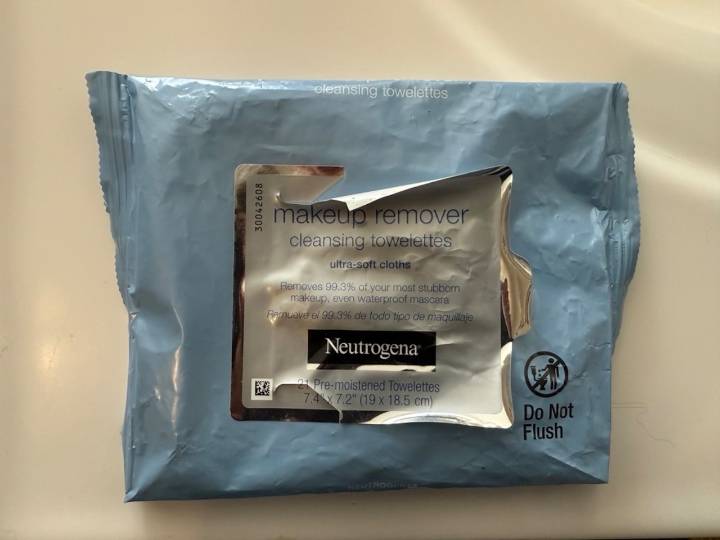 cleansing towelettes
30042608
makeup remover
cleansing towelettes
ultra-soft cloths
Removes 99.3% of your most stubborn
makeup, even waterproof mascara
Remueve el 99.3% de todo tipo de maquillaje
Neutrogena
21 Pre-moistened Towelettes
7.4" x 7.2" (19 x 18.5 cm)
Do Not
Flush
NEUTROGENA